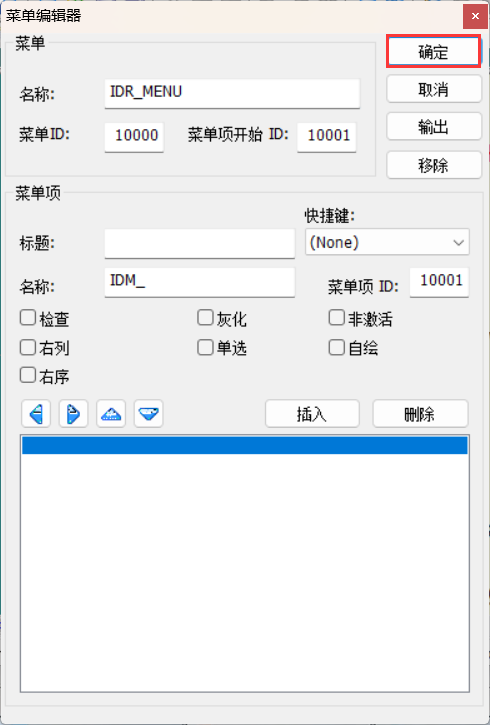 菜单编辑器
菜单
确定
名称: IDR_MENU
取消
菜单ID: 10000 菜单项开始 ID: 10001
输出
移除
菜单项
快捷键:
标题: (None)
名称: IDM_ 菜单项 ID: 10001
检查 灰化 非激活
右列 单选 自绘
右序
插入 删除